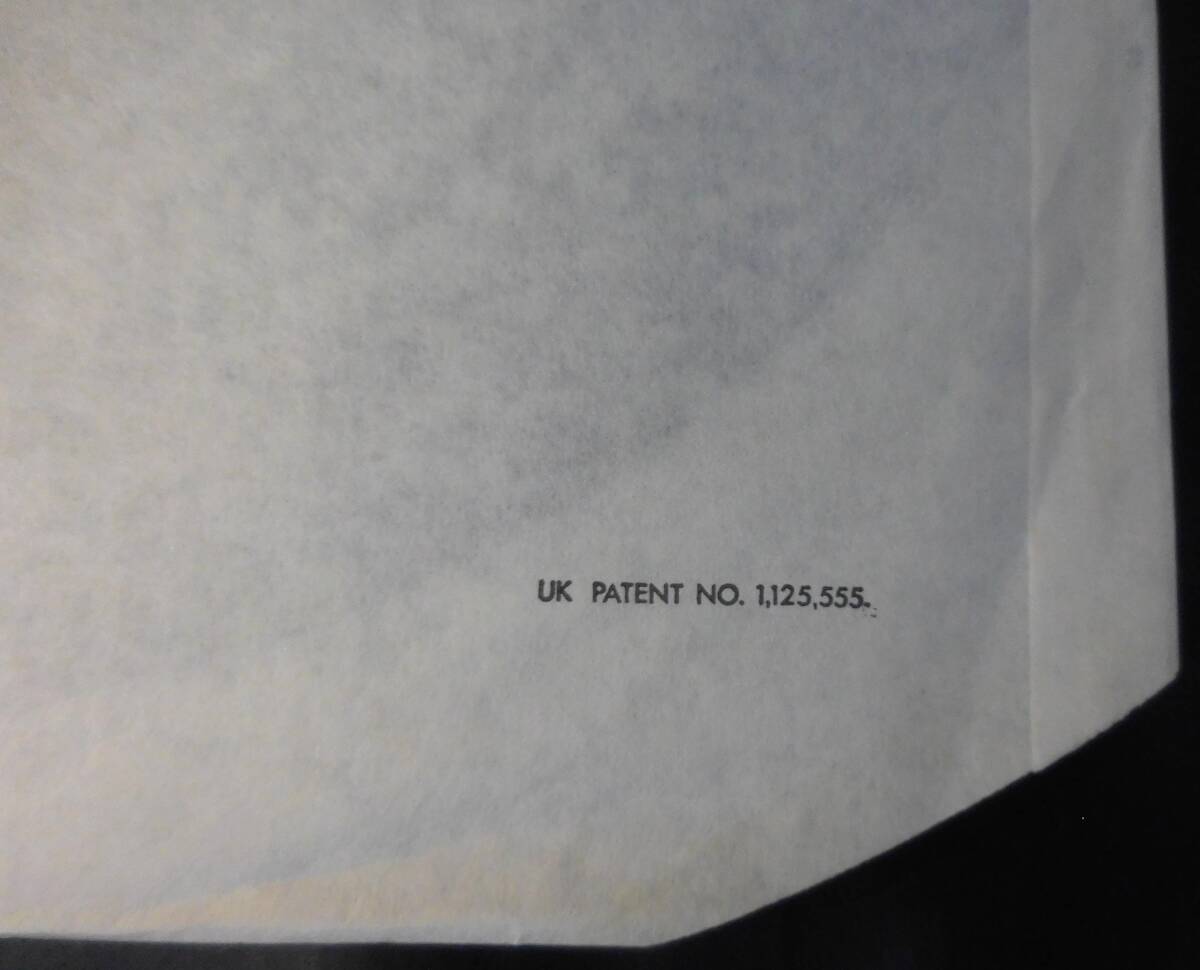 UK PATENT NO. 1,125,555.